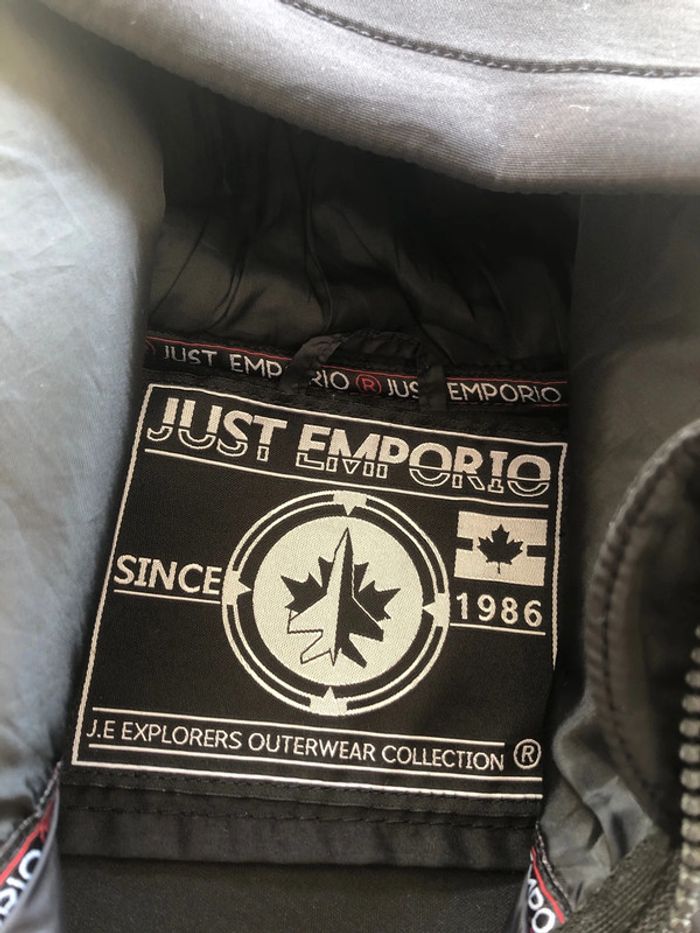 JUST EMPORIO ® JUST EMPORIO
JUST EMPORIO
SINCE
1986
J.E EXPLORERS OUTERWEAR COLLECTION ®